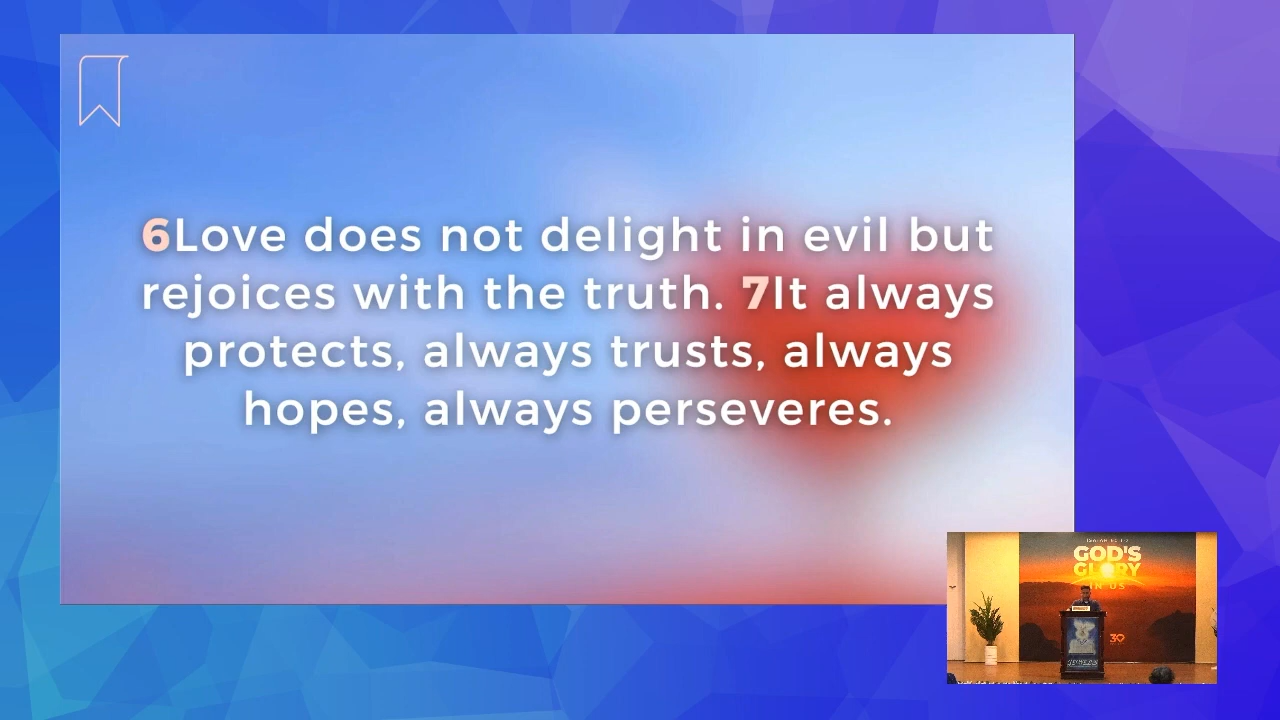 6Love does not delight in evil but
rejoices with the truth. 7It always
protects, always trusts, always
hopes, always perseveres.
GOD'S
GLORY
IN US
30